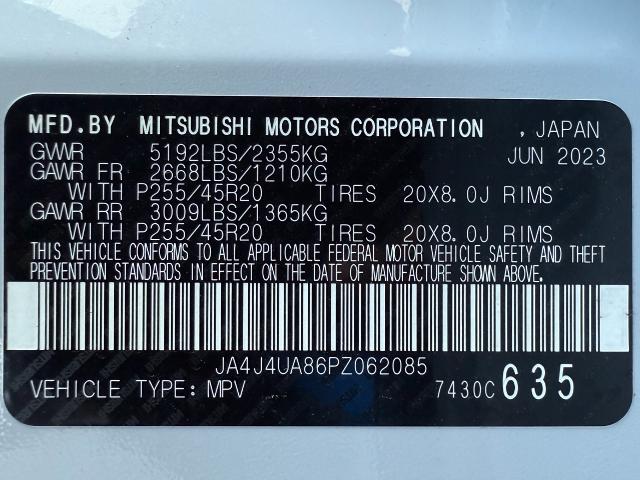 MFD.BY MITSUBISHI MOTORS CORPORATION , JAPAN
GVWR 5192LBS/2355KG JUN 2023
GAWR FR 2668LBS/1210KG
WITH P255/45R20 TIRES 20X8.0J RIMS
GAWR RR 3009LBS/1365KG
WITH P255/45R20 TIRES 20X8.0J RIMS
THIS VEHICLE CONFORMS TO ALL APPLICABLE FEDERAL MOTOR VEHICLE SAFETY AND THEFT
PREVENTION STANDARDS IN EFFECT ON THE DATE OF MANUFACTURE SHOWN ABOVE.
JA4J4UA86PZ062085
VEHICLE TYPE: MPV 7430C 635